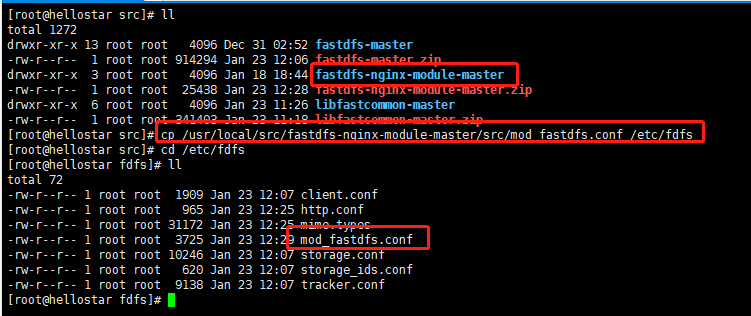 [root@hellostar src]# ll
total 1272
drwxr-xr-x 13 root root 4096 Dec 31 02:52 fastdfs-master
-rw-r--r-- 1 root root 914294 Jan 23 12:06 fastdfs-master.zip
drwxr-xr-x 3 root root 4096 Jan 18 18:44 fastdfs-nginx-module-master
-rw-r--r-- 1 root root 25438 Jan 23 12:28 fastdfs-nginx-module-master.zip
drwxr-xr-x 6 root root 4096 Jan 23 11:26 libfastcommon-master
-rw-r--r-- 1 root root 341403 Jan 23 11:18 libfastcommon-master.zip
[root@hellostar src]# cp /usr/local/src/fastdfs-nginx-module-master/src/mod_fastdfs.conf /etc/fdfs
[root@hellostar src]# cd /etc/fdfs
[root@hellostar fdfs]# ll
total 72
-rw-r--r-- 1 root root 1909 Jan 23 12:07 client.conf
-rw-r--r-- 1 root root 965 Jan 23 12:25 http.conf
-rw-r--r-- 1 root root 31172 Jan 23 12:25 mime.types
-rw-r--r-- 1 root root 3725 Jan 23 12:29 mod_fastdfs.conf
-rw-r--r-- 1 root root 10246 Jan 23 12:07 storage.conf
-rw-r--r-- 1 root root 620 Jan 23 12:07 storage_ids.conf
-rw-r--r-- 1 root root 9138 Jan 23 12:07 tracker.conf
[root@hellostar fdfs]#